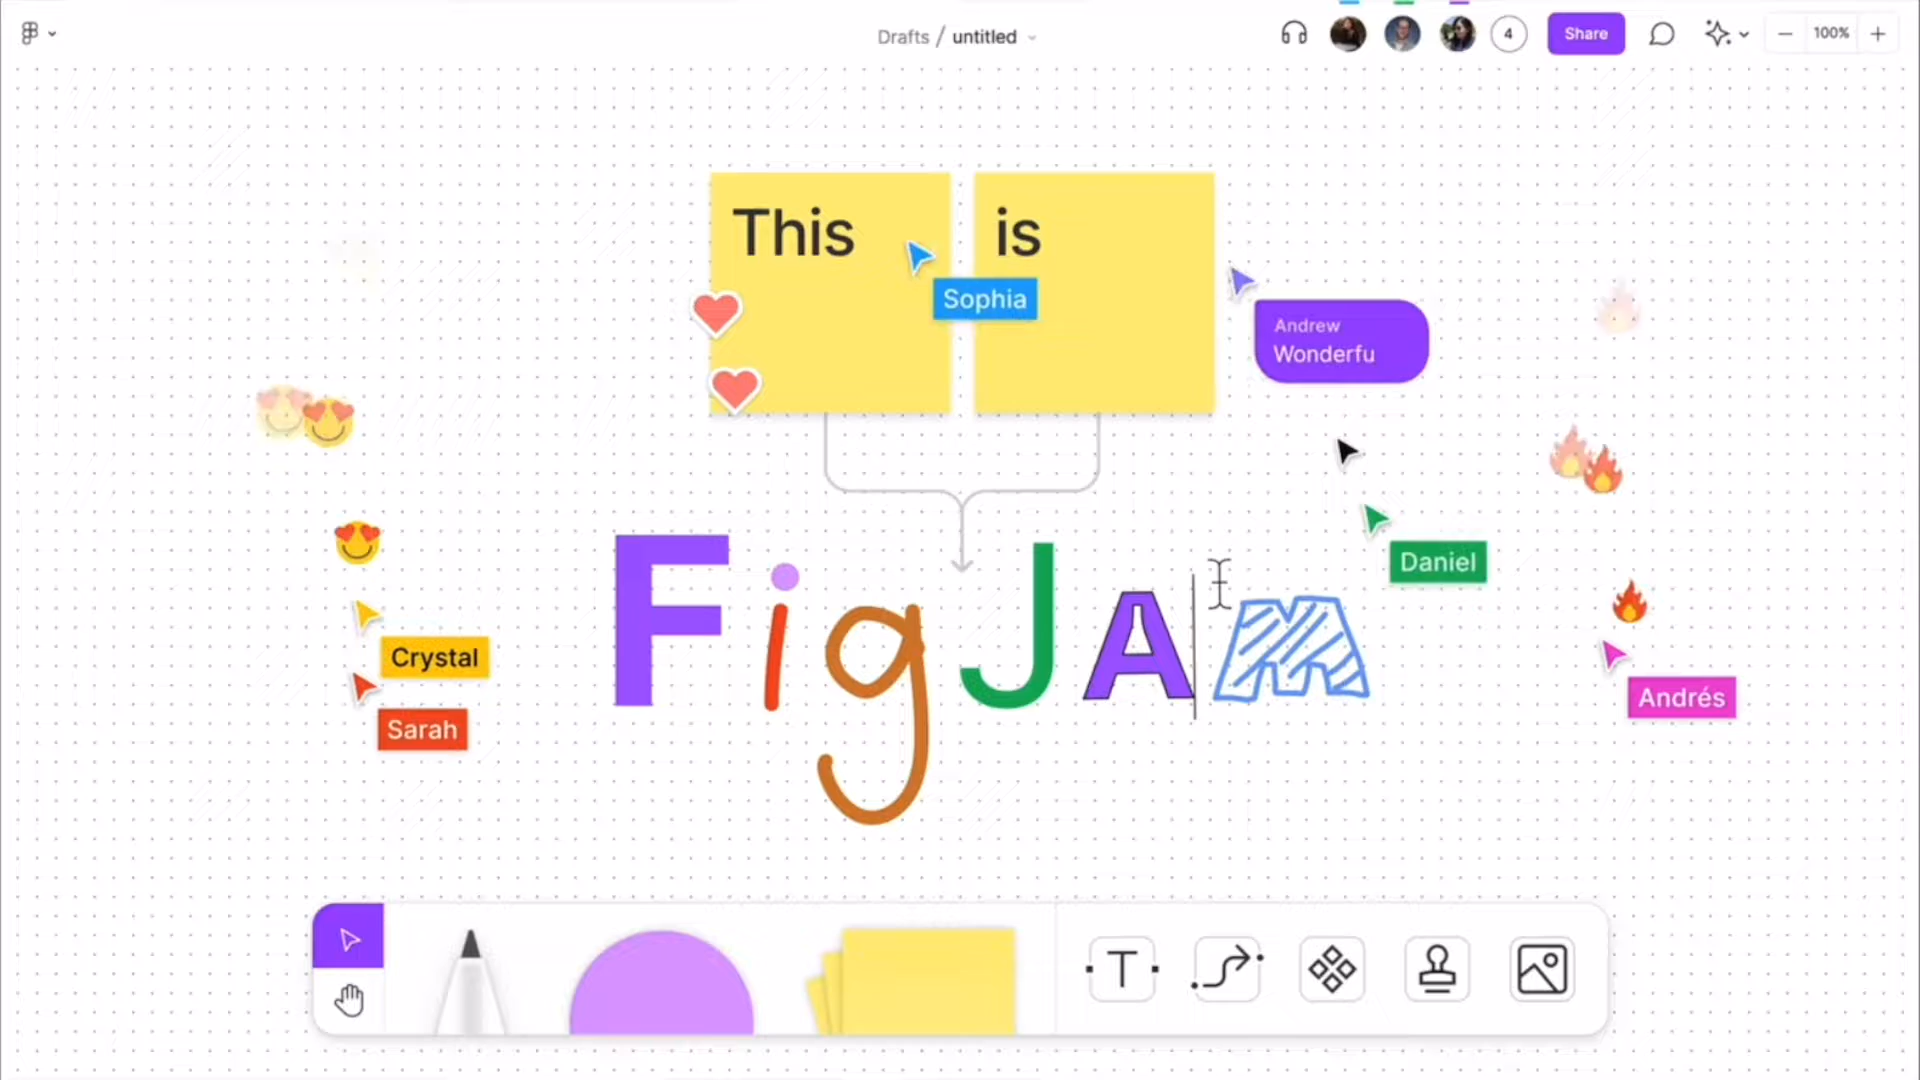 Drafts / untitled
4
Share
100%
This
is
Sophia
Andrew
Wonderfu
FigJAm
Daniel
Crystal
Sarah
Andrés
T